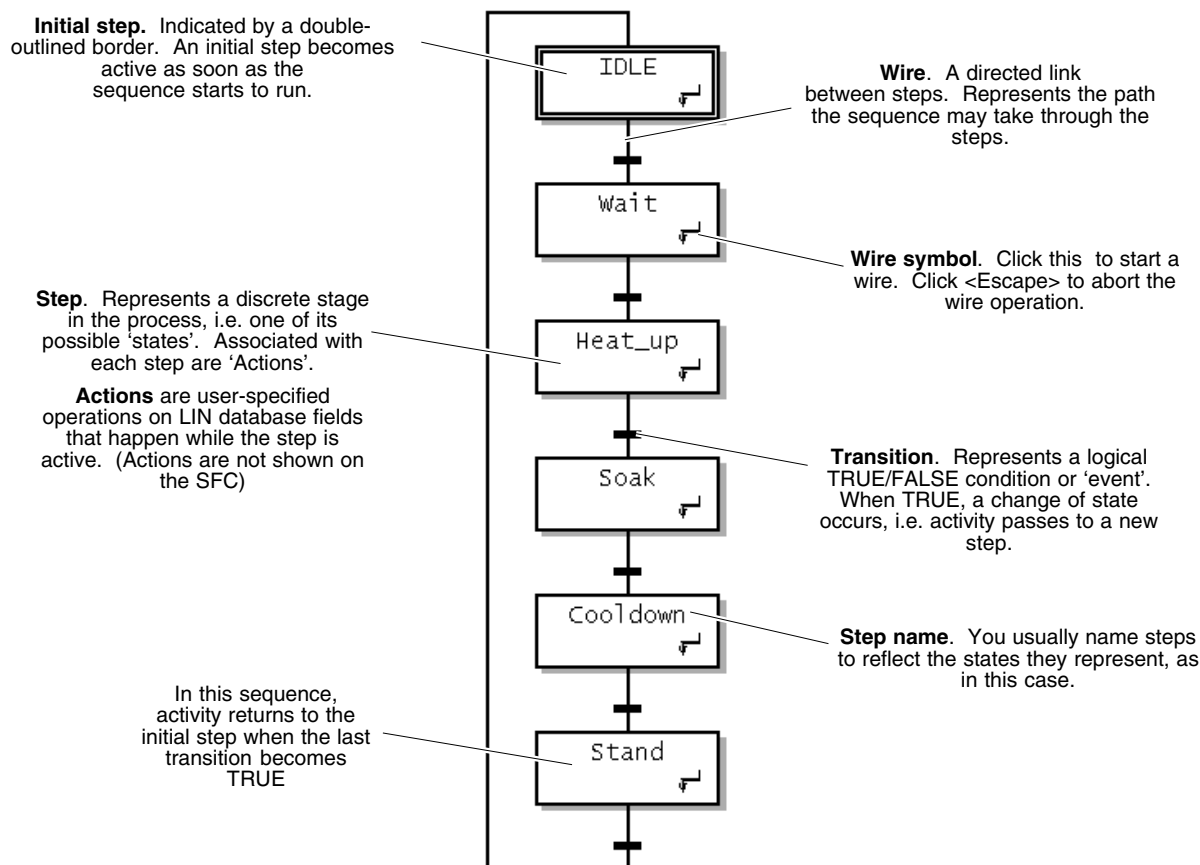 Initial step. Indicated by a double-
outlined border. An initial step becomes
active as soon as the
sequence starts to run.
IDLE
Wire. A directed link
between steps. Represents the path
the sequence may take through the
steps.
Wait
Wire symbol. Click this to start a
wire. Click <Escape> to abort the
wire operation.
Step. Represents a discrete stage
in the process, i.e. one of its
possible ‘states’. Associated with
each step are ‘Actions’.
Actions are user-specified
operations on LIN database fields
that happen while the step is
active. (Actions are not shown on
the SFC)
Heat_up
Transition. Represents a logical
TRUE/FALSE condition or ‘event’.
When TRUE, a change of state
occurs, i.e. activity passes to a new
step.
Soak
Cooldown
Step name. You usually name steps
to reflect the states they represent, as
in this case.
In this sequence,
activity returns to the
initial step when the last
transition becomes
TRUE
Stand